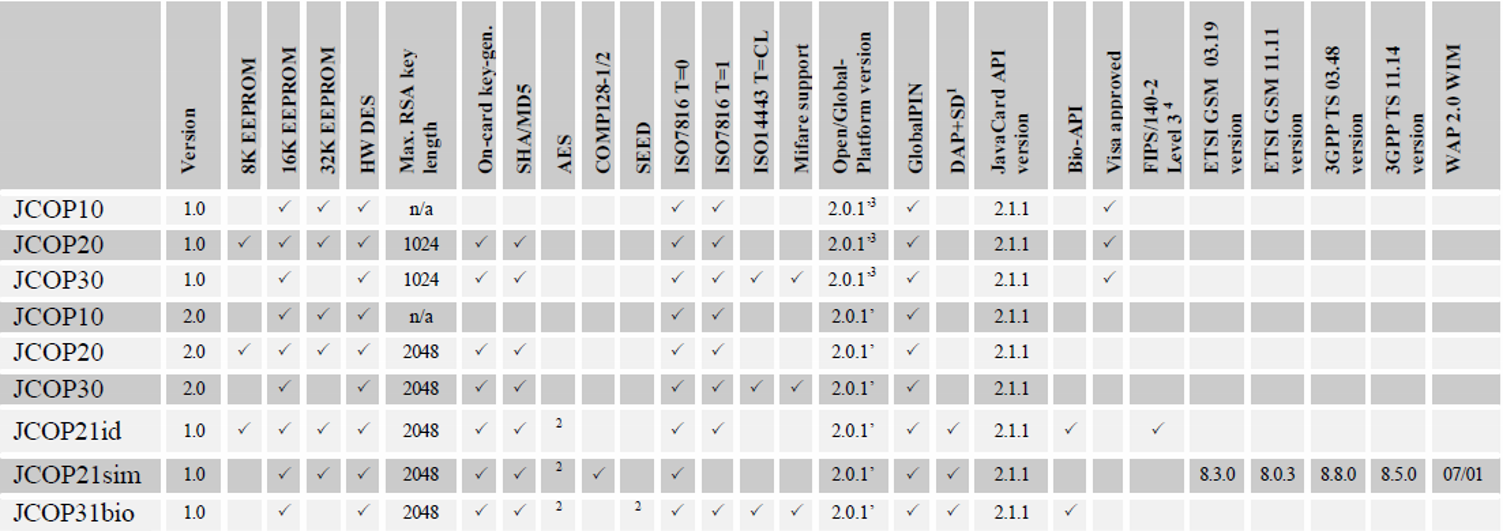 Version 8K EEPROM 16K EEPROM 32K EEPROM HW DES Max. RSA key length On-card key-gen. SHA/MD5 AES COMP128-1/2 SEED ISO7816 T=0 ISO7816 T=1 ISO14443 T=CL Mifare support Open/Global-Platform version GlobalPIN DAP+SD¹ JavaCard API version Bio-API Visa approved FIPS/140-2 Level 3⁴ ETSI GSM 03.19 version ETSI GSM 11.11 version 3GPP TS 03.48 version 3GPP TS 11.14 version WAP 2.0 WIM
JCOP10 1.0 ✓ ✓ ✓ n/a ✓ ✓ 2.0.1'³ ✓ 2.1.1 ✓
JCOP20 1.0 ✓ ✓ ✓ ✓ 1024 ✓ ✓ ✓ ✓ 2.0.1'³ ✓ 2.1.1 ✓
JCOP30 1.0 ✓ ✓ 1024 ✓ ✓ ✓ ✓ ✓ ✓ 2.0.1'³ ✓ 2.1.1 ✓
JCOP10 2.0 ✓ ✓ ✓ n/a ✓ ✓ 2.0.1' ✓ 2.1.1
JCOP20 2.0 ✓ ✓ ✓ ✓ 2048 ✓ ✓ ✓ ✓ 2.0.1' ✓ 2.1.1
JCOP30 2.0 ✓ ✓ 2048 ✓ ✓ ✓ ✓ ✓ ✓ 2.0.1' ✓ 2.1.1
JCOP21id 1.0 ✓ ✓ ✓ ✓ 2048 ✓ ✓ ² ✓ ✓ 2.0.1' ✓ ✓ 2.1.1 ✓ ✓
JCOP21sim 1.0 ✓ ✓ ✓ 2048 ✓ ✓ ² ✓ ✓ 2.0.1' ✓ ✓ 2.1.1 8.3.0 8.0.3 8.8.0 8.5.0 07/01
JCOP31bio 1.0 ✓ ✓ 2048 ✓ ✓ ² ² ✓ ✓ ✓ ✓ 2.0.1' ✓ ✓ 2.1.1 ✓